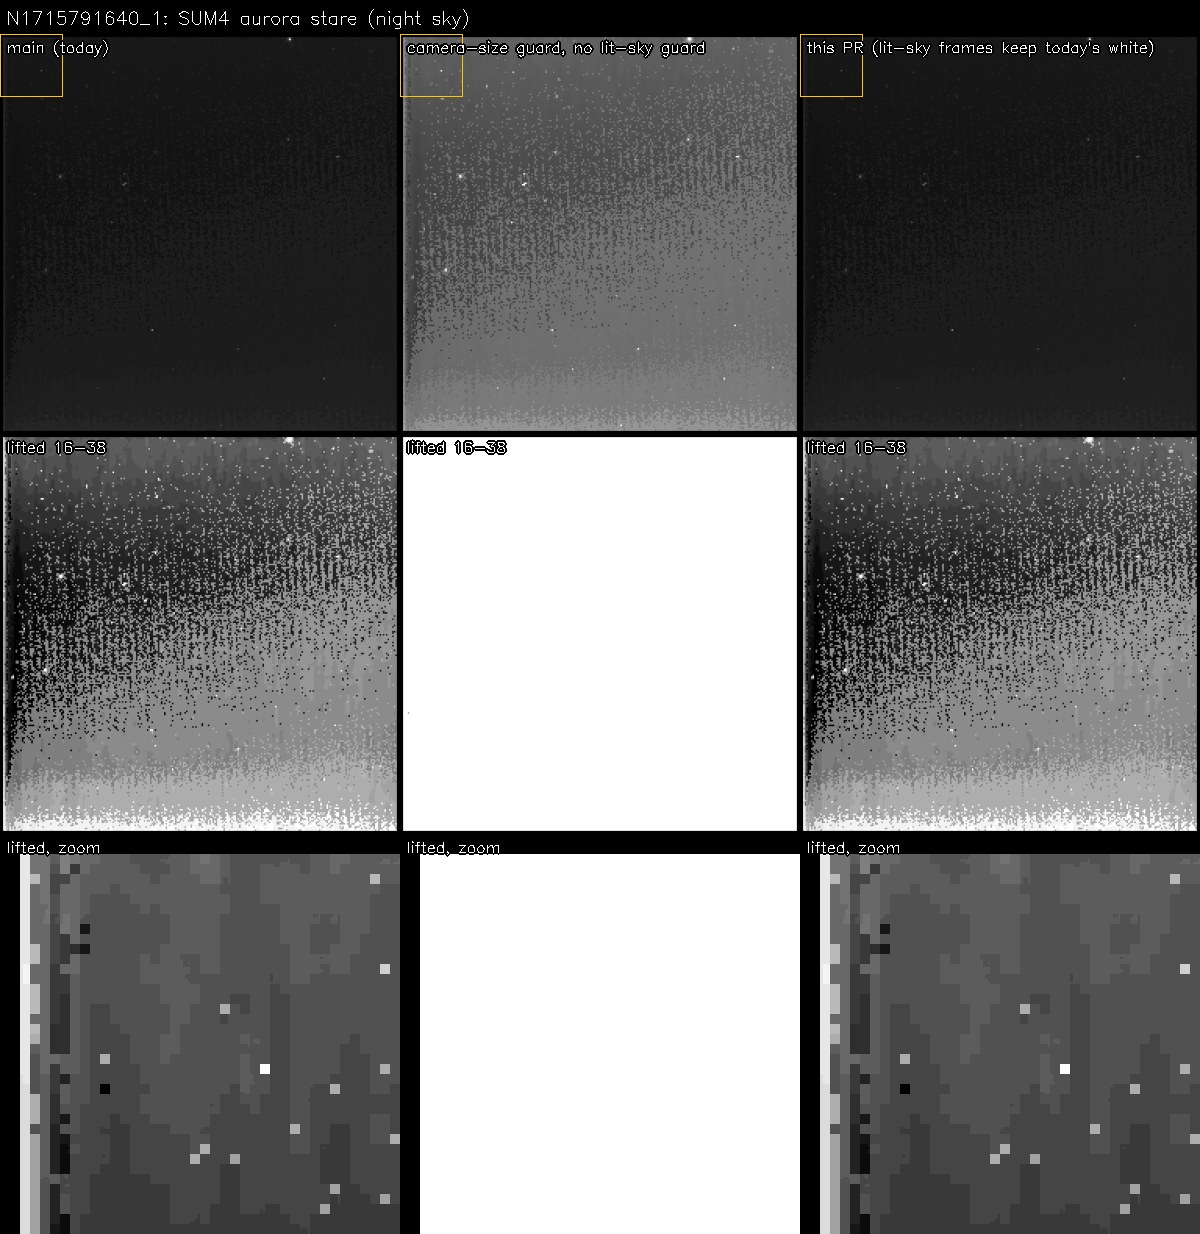 N1715791640_1: SUM4 aurora stare (night sky)
main (today)
camera-size guard, no lit-sky guard
this PR (lit-sky frames keep today's white)
lifted 16-38
lifted 16-38
lifted 16-38
lifted, zoom
lifted, zoom
lifted, zoom